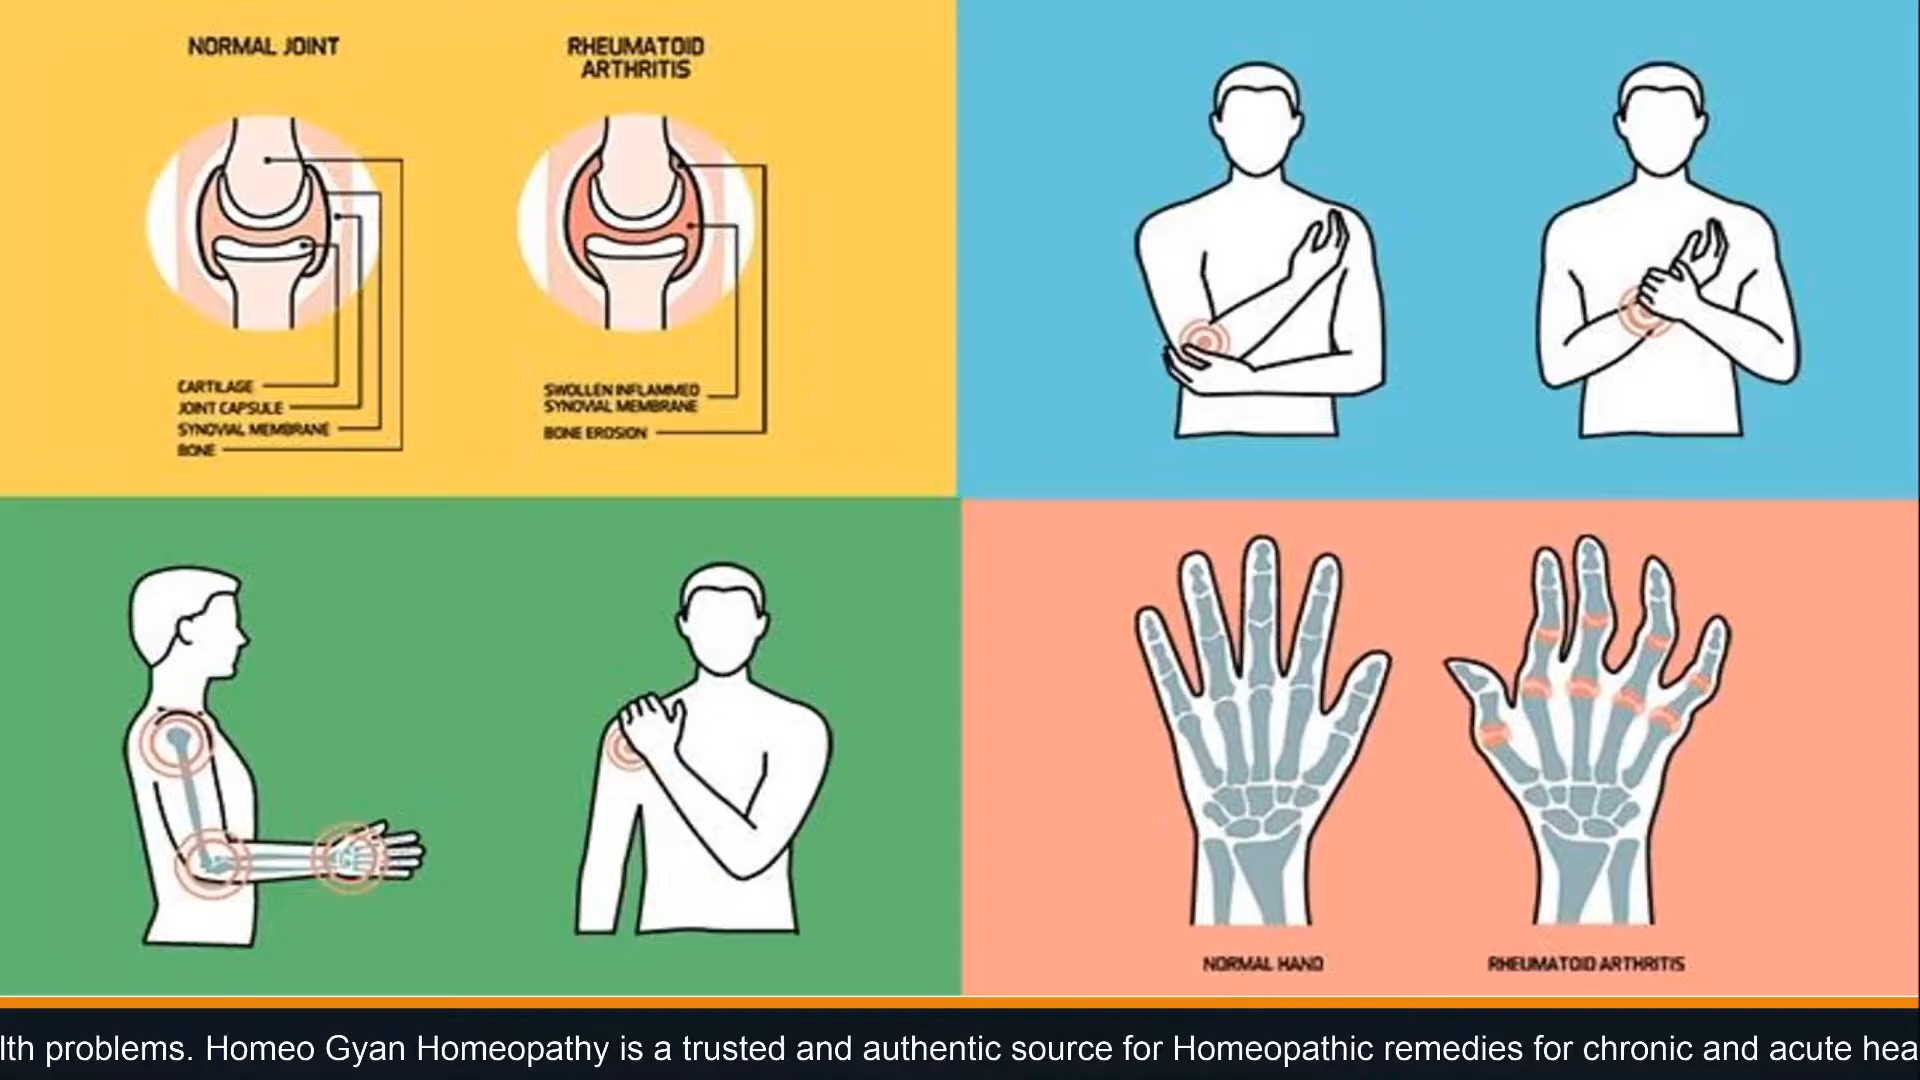 NORMAL JOINT
RHEUMATOID
ARTHRITIS
CARTILAGE
JOINT CAPSULE
SYNOVIAL MEMBRANE
BONE
SWOLLEN INFLAMMED
SYNOVIAL MEMBRANE
BONE EROSION
NORMAL HAND
RHEUMATOID ARTHRITIS
lth problems. Homeo Gyan Homeopathy is a trusted and authentic source for Homeopathic remedies for chronic and acute hea